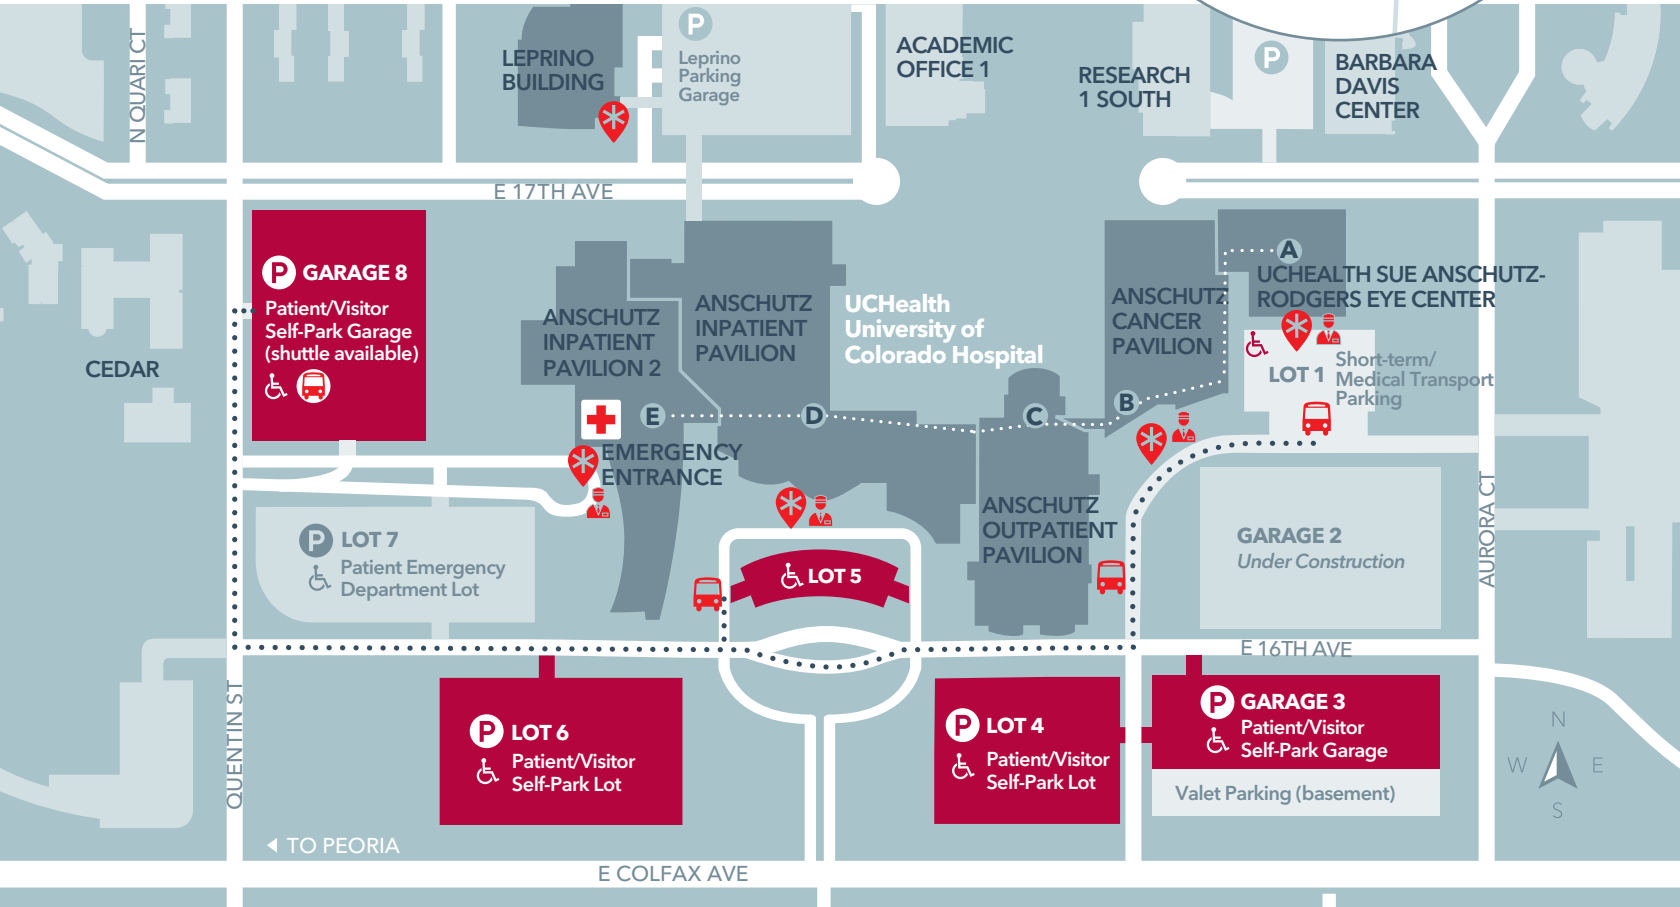 N QUARI CT
LEPRINO
BUILDING
P
Leprino
Parking
Garage
ACADEMIC
OFFICE 1
RESEARCH
1 SOUTH
P
BARBARA
DAVIS
CENTER
E 17TH AVE
P GARAGE 8
Patient/Visitor
Self-Park Garage
(shuttle available)
CEDAR
ANSCHUTZ
INPATIENT
PAVILION 2
ANSCHUTZ
INPATIENT
PAVILION
UCHealth
University of
Colorado Hospital
ANSCHUTZ
CANCER
PAVILION
A
UCHEALTH SUE ANSCHUTZ-
RODGERS EYE CENTER
LOT 1
Short-term/
Medical Transport
Parking
E
D
C
B
EMERGENCY
ENTRANCE
ANSCHUTZ
OUTPATIENT
PAVILION
P LOT 7
Patient Emergency
Department Lot
LOT 5
GARAGE 2
Under Construction
AURORA CT
E 16TH AVE
QUENTIN ST
P LOT 6
Patient/Visitor
Self-Park Lot
P LOT 4
Patient/Visitor
Self-Park Lot
P GARAGE 3
Patient/Visitor
Self-Park Garage
Valet Parking (basement)
N
W E
S
TO PEORIA
E COLFAX AVE